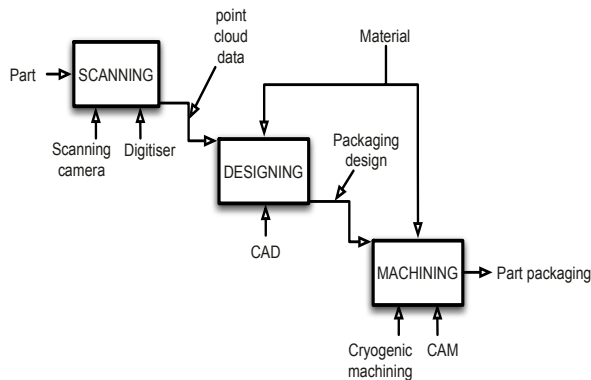 point
cloud
data
Material
Part
SCANNING
Scanning
camera
Digitiser
Packaging
design
DESIGNING
CAD
MACHINING
Part packaging
Cryogenic
machining
CAM